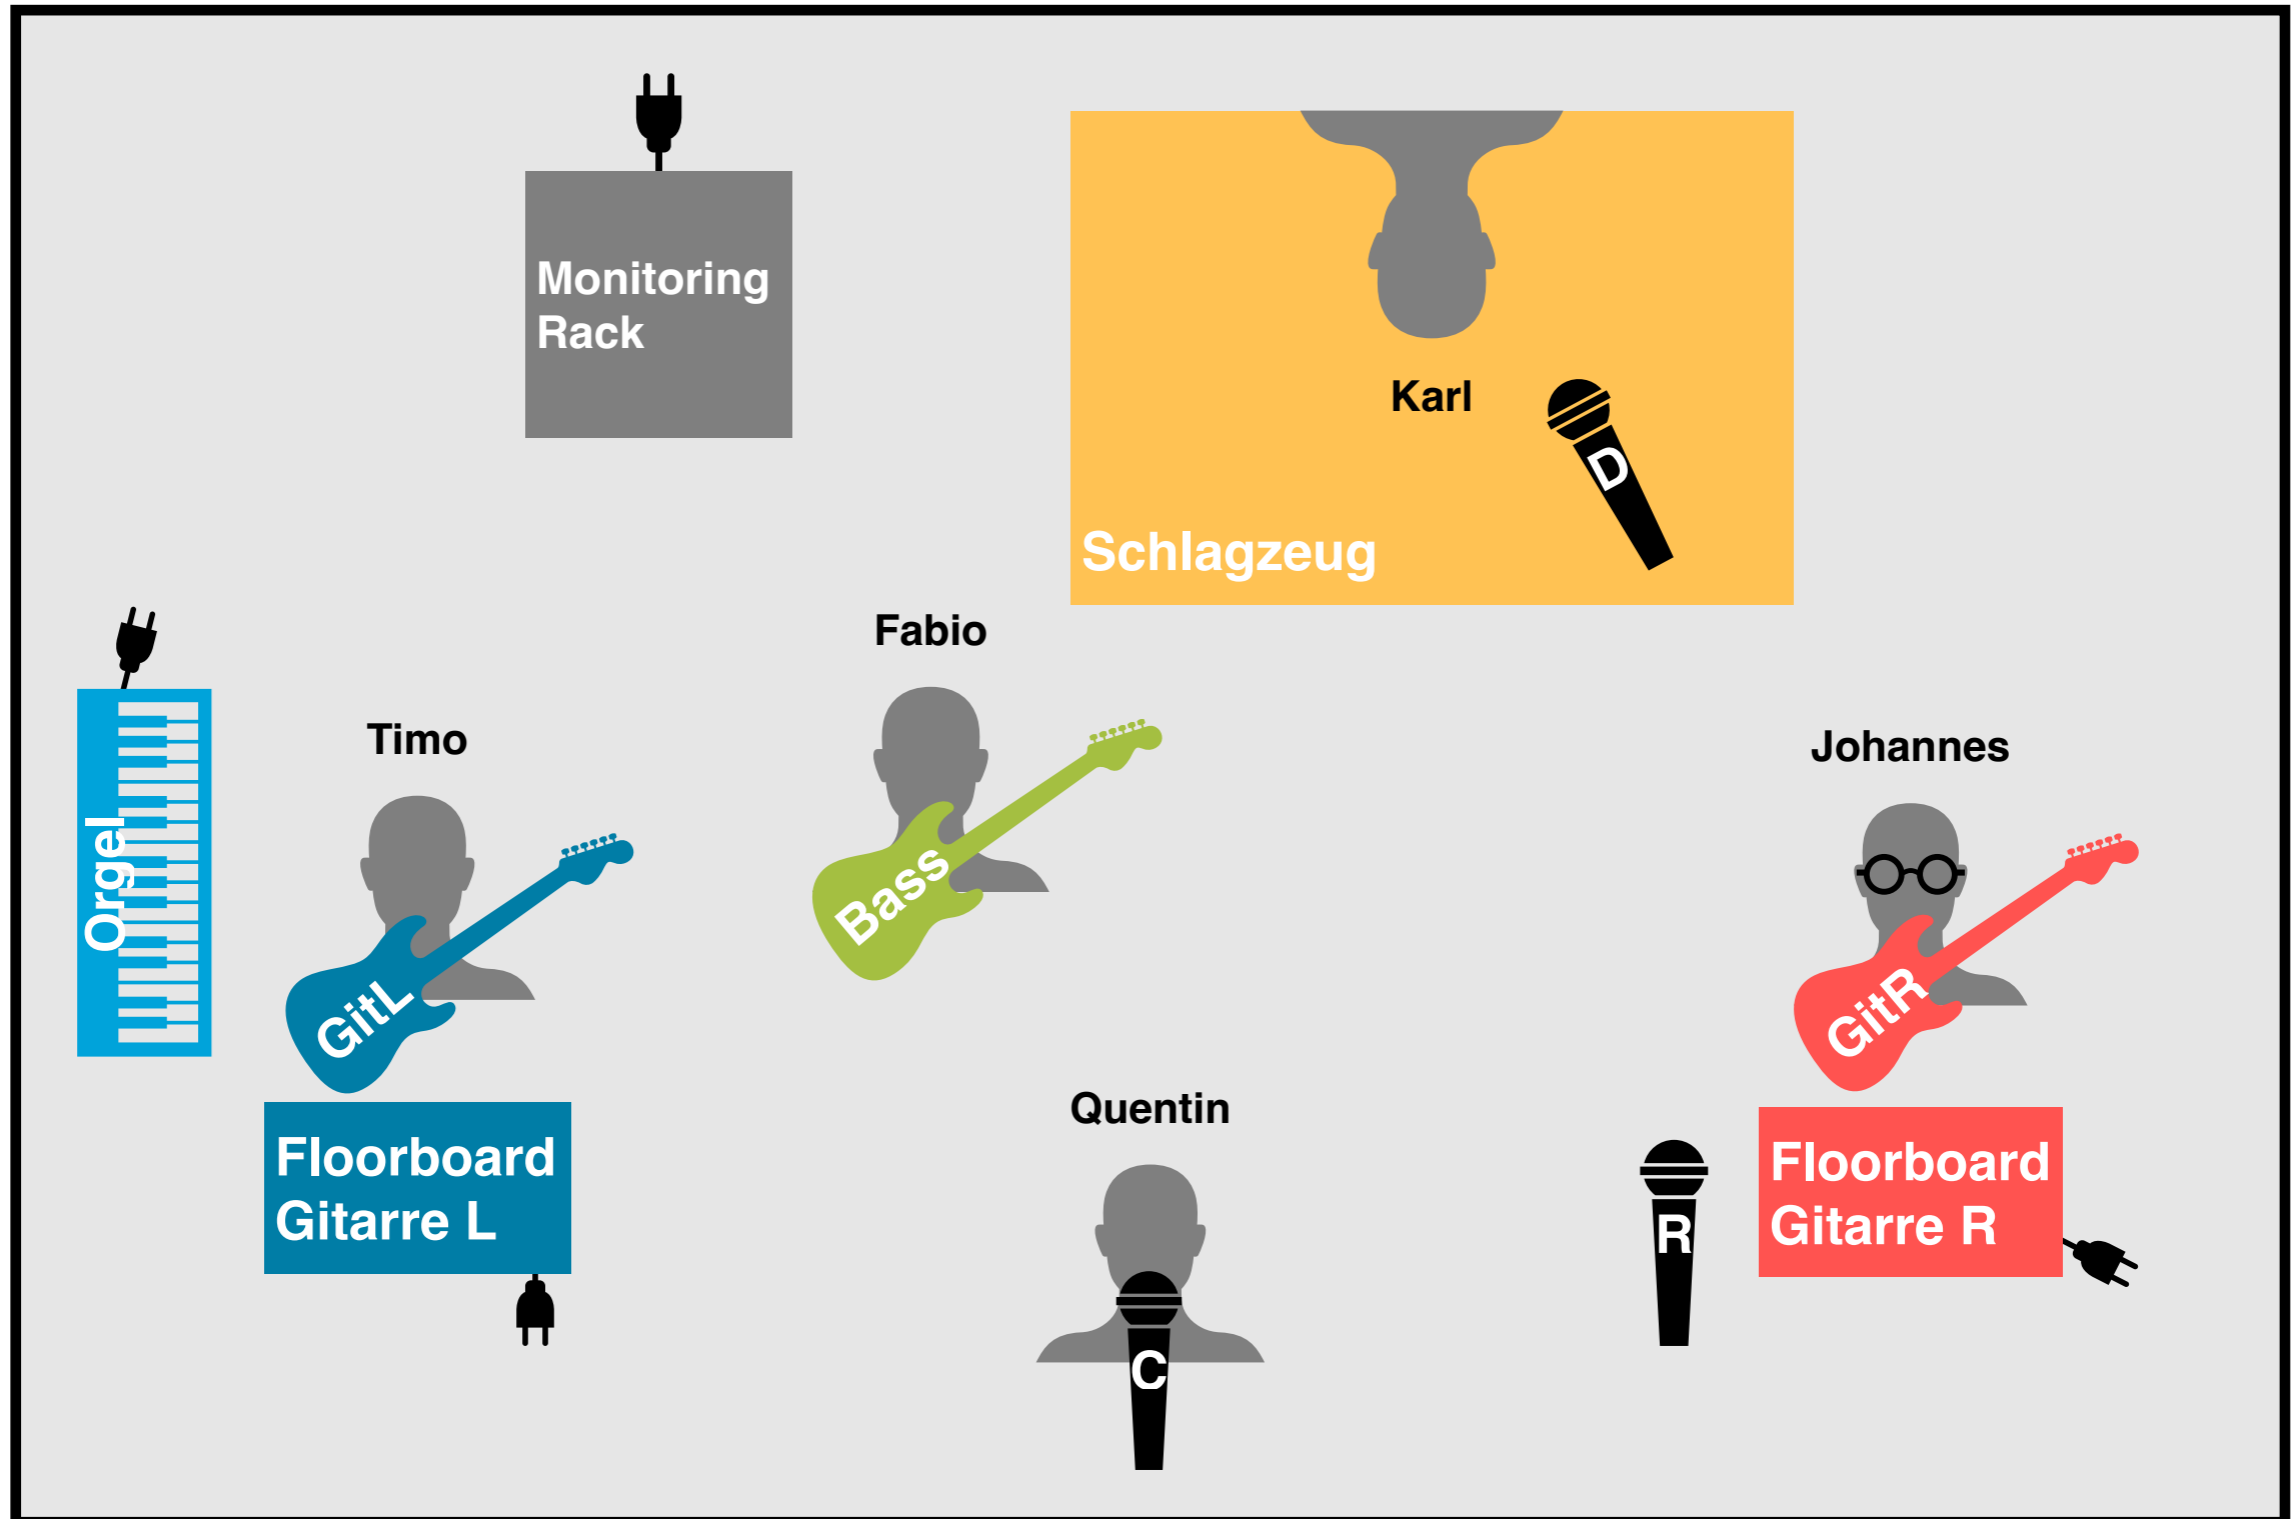 Monitoring
Rack
Karl
D
Schlagzeug
Fabio
Timo
Johannes
Orgel
Bass
GitL
GitR
Quentin
Floorboard
Gitarre L
Floorboard
Gitarre R
R
C